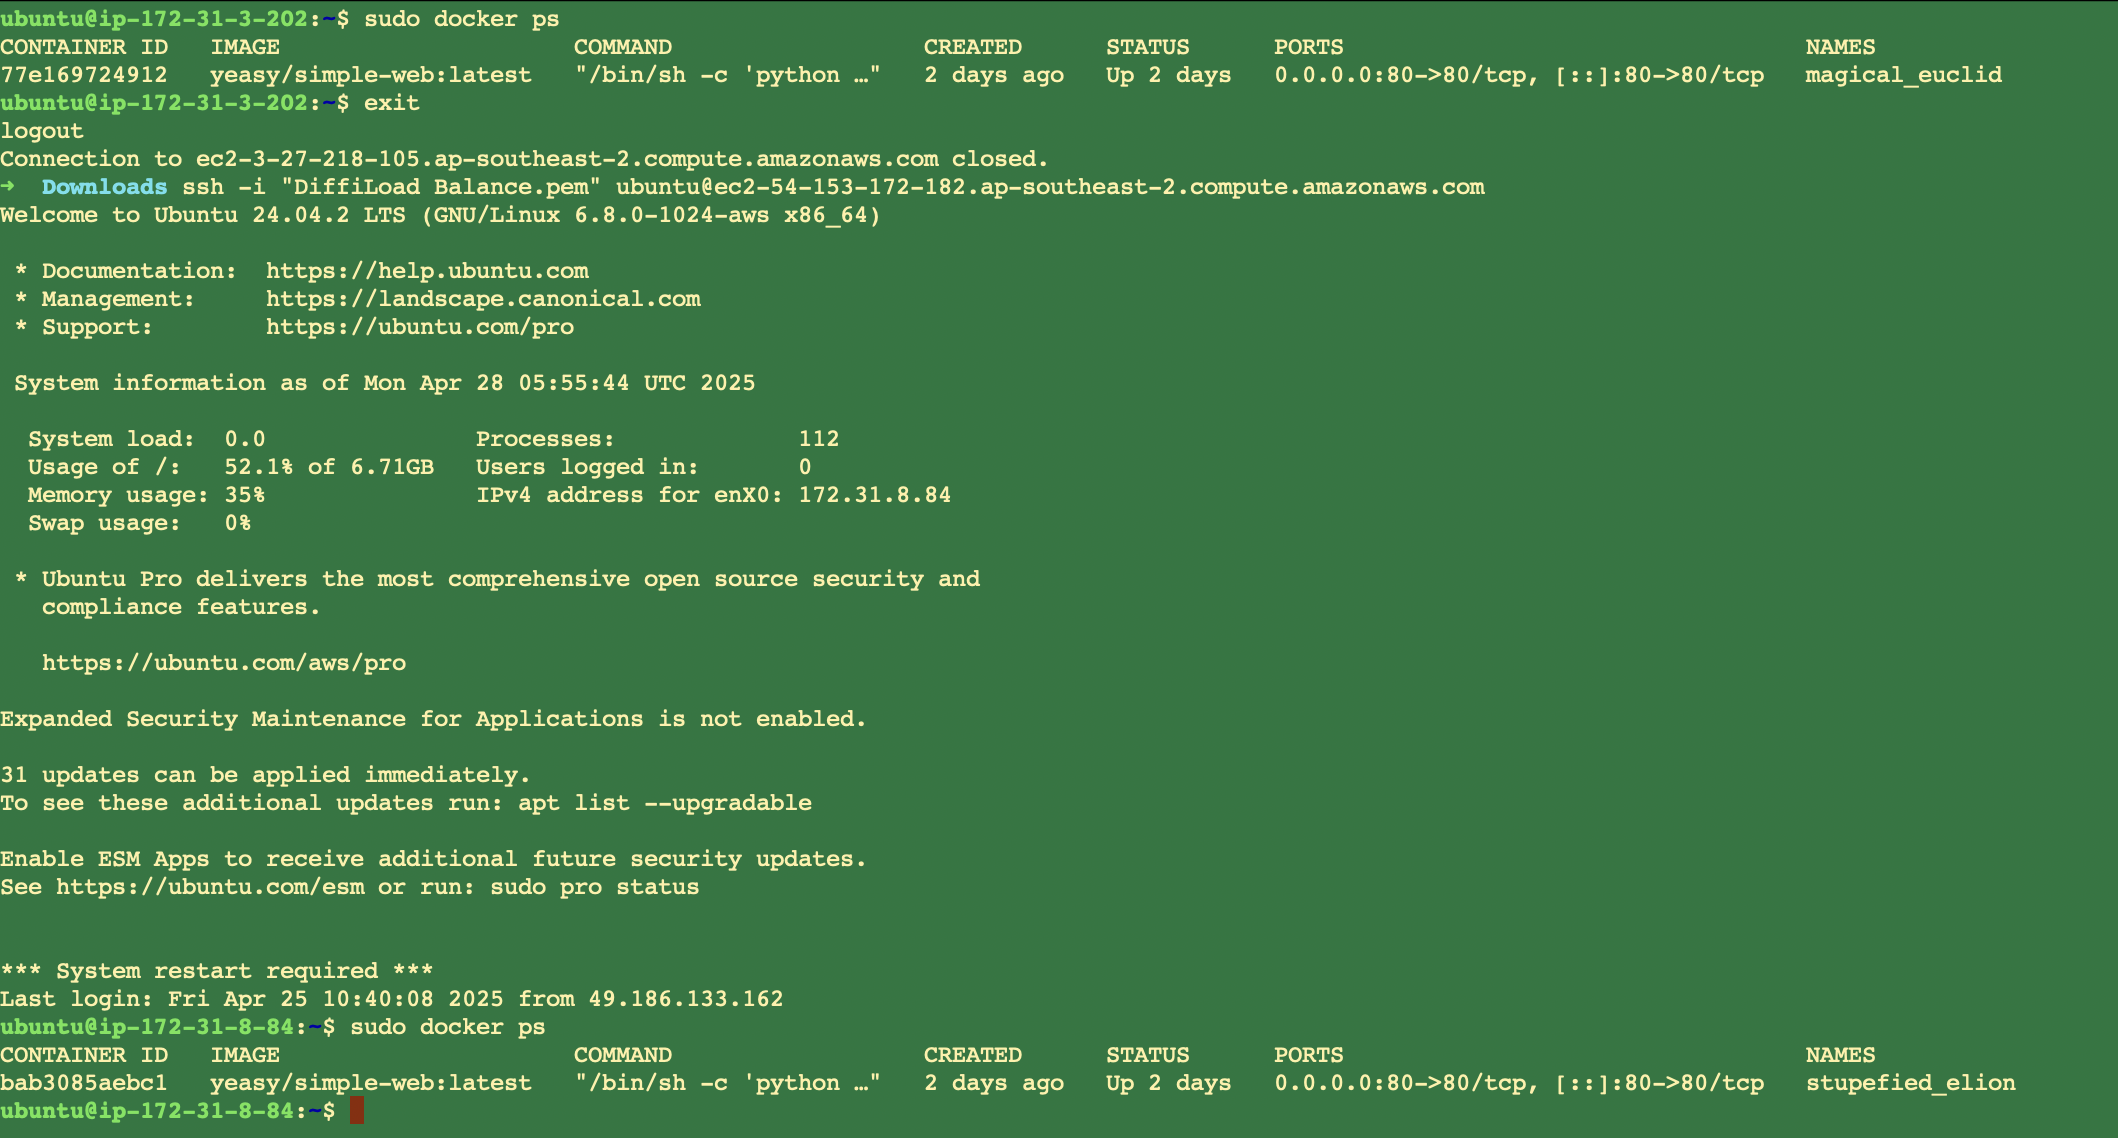 ubuntu@ip-172-31-3-202:~$ sudo docker ps
CONTAINER ID   IMAGE                     COMMAND                  CREATED      STATUS      PORTS                                 NAMES
77e169724912   yeasy/simple-web:latest   "/bin/sh -c 'python …"   2 days ago   Up 2 days   0.0.0.0:80->80/tcp, [::]:80->80/tcp   magical_euclid
ubuntu@ip-172-31-3-202:~$ exit
logout
Connection to ec2-3-27-218-105.ap-southeast-2.compute.amazonaws.com closed.
➜  Downloads ssh -i "DiffiLoad Balance.pem" ubuntu@ec2-54-153-172-182.ap-southeast-2.compute.amazonaws.com
Welcome to Ubuntu 24.04.2 LTS (GNU/Linux 6.8.0-1024-aws x86_64)
 * Documentation:  https://help.ubuntu.com
 * Management:     https://landscape.canonical.com
 * Support:        https://ubuntu.com/pro
 System information as of Mon Apr 28 05:55:44 UTC 2025
  System load:  0.0               Processes:             112
  Usage of /:   52.1% of 6.71GB   Users logged in:       0
  Memory usage: 35%               IPv4 address for enX0: 172.31.8.84
  Swap usage:   0%
 * Ubuntu Pro delivers the most comprehensive open source security and
   compliance features.
   https://ubuntu.com/aws/pro
Expanded Security Maintenance for Applications is not enabled.
31 updates can be applied immediately.
To see these additional updates run: apt list --upgradable
Enable ESM Apps to receive additional future security updates.
See https://ubuntu.com/esm or run: sudo pro status
*** System restart required ***
Last login: Fri Apr 25 10:40:08 2025 from 49.186.133.162
ubuntu@ip-172-31-8-84:~$ sudo docker ps
CONTAINER ID   IMAGE                     COMMAND                  CREATED      STATUS      PORTS                                 NAMES
bab3085aebc1   yeasy/simple-web:latest   "/bin/sh -c 'python …"   2 days ago   Up 2 days   0.0.0.0:80->80/tcp, [::]:80->80/tcp   stupefied_elion
ubuntu@ip-172-31-8-84:~$